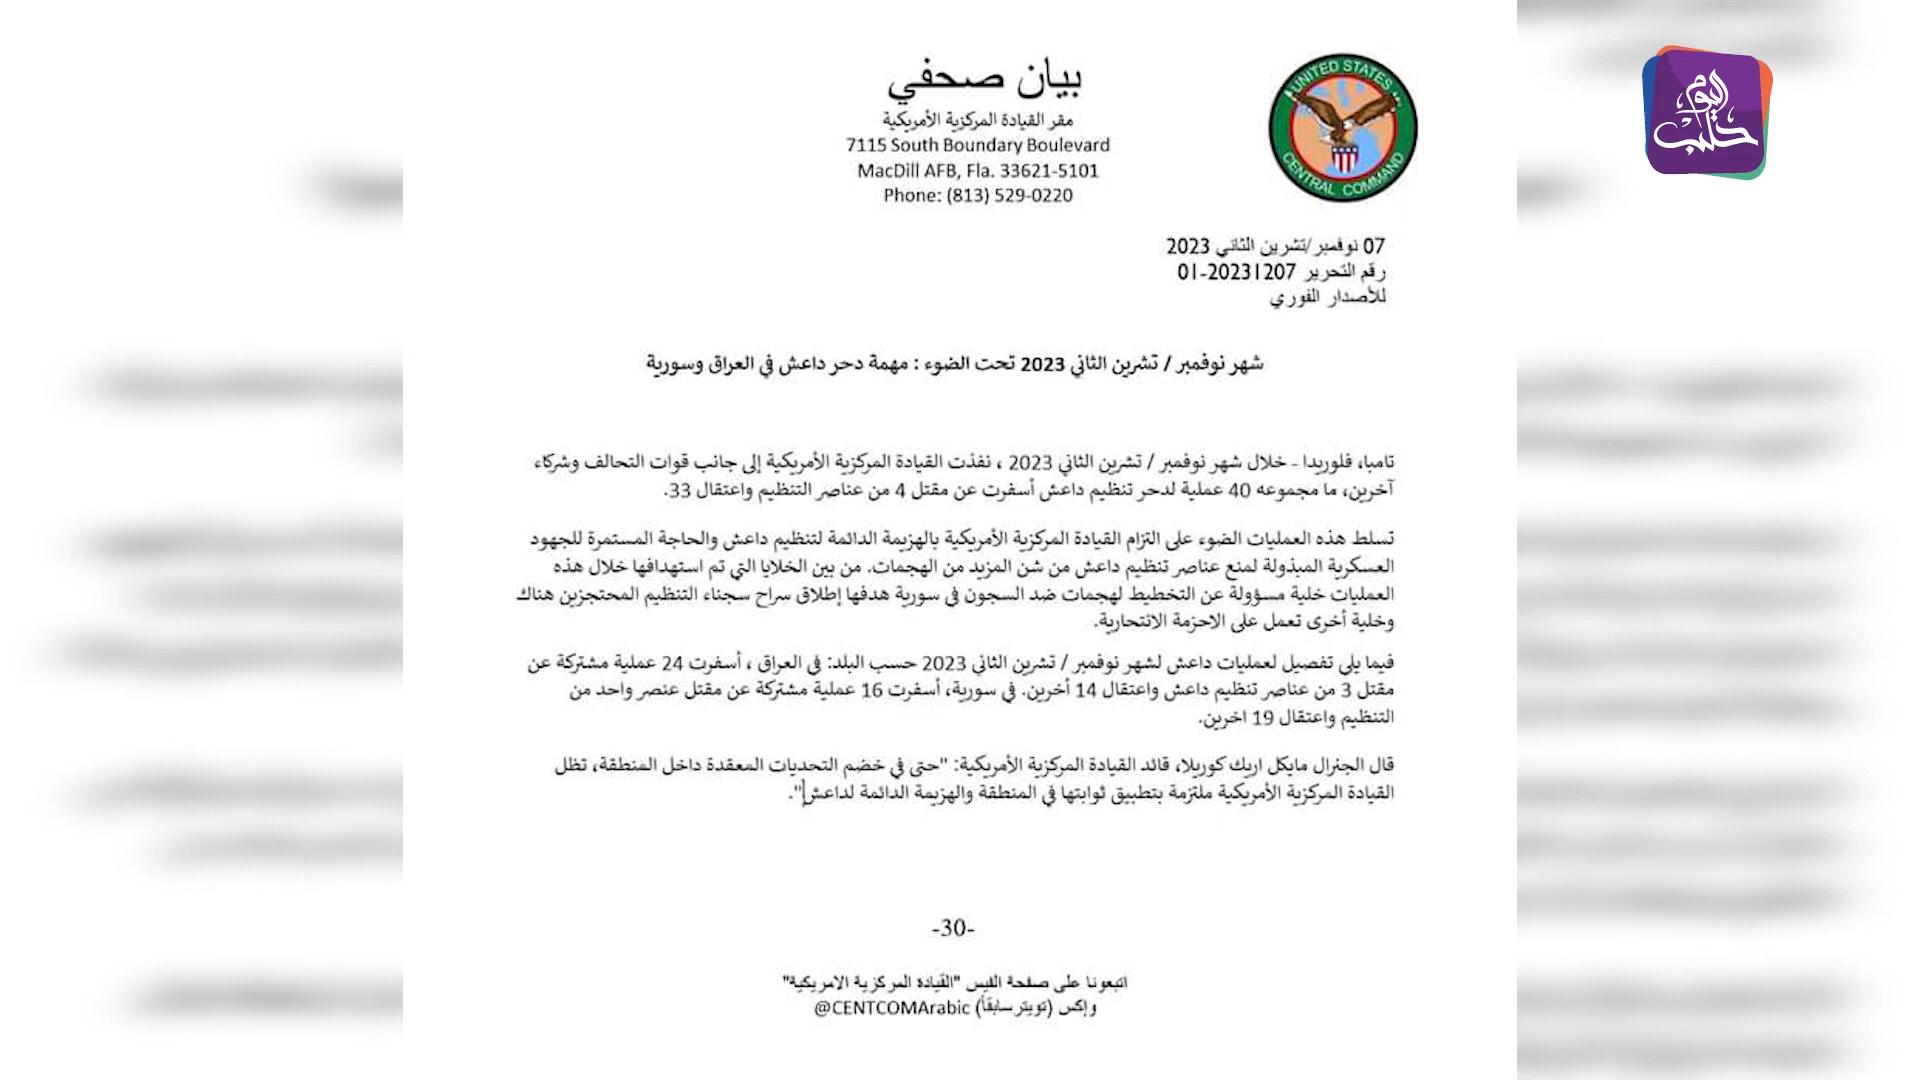 بيان صحفي
مقر القيادة المركزية الأمريكية
7115 South Boundary Boulevard
MacDill AFB, Fla. 33621-5101
Phone: (813) 529-0220
UNITED STATES
CENTRAL COMMAND
حلب اليوم
07 نوفمبر/تشرين الثاني 2023
رقم التحرير 20231207-01
للأصدار الفوري
شهر نوفمبر / تشرين الثاني 2023 تحت الضوء : مهمة دحر داعش في العراق وسورية
تامبا، فلوريدا - خلال شهر نوفمبر / تشرين الثاني 2023 ، نفذت القيادة المركزية الأمريكية إلى جانب قوات التحالف وشركاء
آخرين، ما مجموعه 40 عملية لدحر تنظيم داعش أسفرت عن مقتل 4 من عناصر التنظيم واعتقال 33.
تسلط هذه العمليات الضوء على التزام القيادة المركزية الأمريكية بالهزيمة الدائمة لتنظيم داعش والحاجة المستمرة للجهود
العسكرية المبذولة لمنع عناصر تنظيم داعش من شن المزيد من الهجمات. من بين الخلايا التي تم استهدافها خلال هذه
العمليات خلية مسؤولة عن التخطيط لهجمات ضد السجون في سورية هدفها إطلاق سراح سجناء التنظيم المحتجزين هناك
وخلية أخرى تعمل على الاحزمة الانتحارية.
فيما يلي تفصيل لعمليات داعش لشهر نوفمبر / تشرين الثاني 2023 حسب البلد: في العراق ، أسفرت 24 عملية مشتركة عن
مقتل 3 من عناصر تنظيم داعش واعتقال 14 أخرين. في سورية، أسفرت 16 عملية مشتركة عن مقتل عنصر واحد من
التنظيم واعتقال 19 اخرين.
قال الجنرال مايكل اريك كوريلا، قائد القيادة المركزية الأمريكية: "حتى في خضم التحديات المعقدة داخل المنطقة، تظل
القيادة المركزية الأمريكية ملتزمة بتطبيق ثوابتها في المنطقة والهزيمة الدائمة لداعش".
-30-
اتبعونا على صفحة الفيس "القيادة المركزية الامريكية"
وإكس (تويتر سابقاً) @CENTCOMArabic